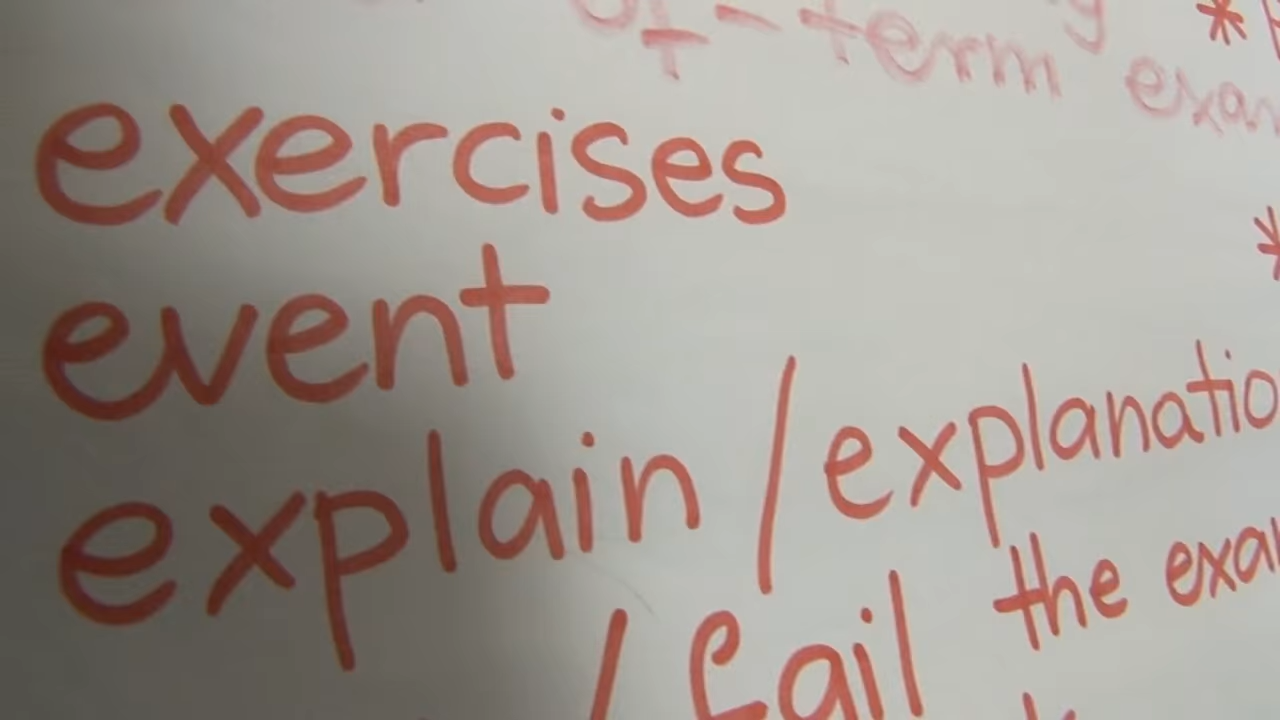 -term
*
exercises
event
explain / explanatio
the exa
/ fail